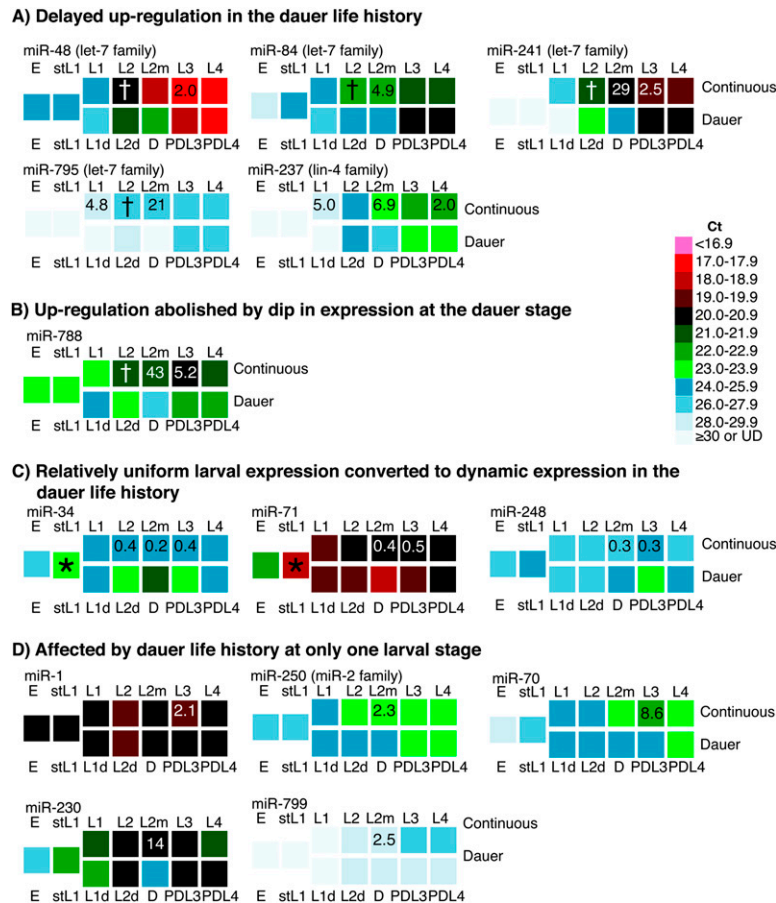 A) Delayed up-regulation in the dauer life history
miR-48 (let-7 family) miR-84 (let-7 family) miR-241 (let-7 family)
E stL1 L1 L2 L2m L3 L4 E stL1 L1 L2 L2m L3 L4 E stL1 L1 L2 L2m L3 L4
† 2.0 † 4.9 † 29 2.5 Continuous
Dauer
E stL1 L1d L2d D PDL3 PDL4 E stL1 L1d L2d D PDL3 PDL4 E stL1 L1d L2d D PDL3 PDL4
miR-795 (let-7 family) miR-237 (lin-4 family)
E stL1 L1 L2 L2m L3 L4 E stL1 L1 L2 L2m L3 L4
4.8 † 21 5.0 6.9 2.0 Continuous
Dauer
E stL1 L1d L2d D PDL3 PDL4 E stL1 L1d L2d D PDL3 PDL4
Ct
<16.9
17.0-17.9
18.0-18.9
19.0-19.9
20.0-20.9
21.0-21.9
22.0-22.9
23.0-23.9
24.0-25.9
26.0-27.9
28.0-29.9
≥30 or UD
B) Up-regulation abolished by dip in expression at the dauer stage
miR-788
E stL1 L1 L2 L2m L3 L4
† 43 5.2 Continuous
Dauer
E stL1 L1d L2d D PDL3 PDL4
C) Relatively uniform larval expression converted to dynamic expression in the
dauer life history
miR-34 miR-71 miR-248
E stL1 L1 L2 L2m L3 L4 E stL1 L1 L2 L2m L3 L4 E stL1 L1 L2 L2m L3 L4
0.4 0.2 0.4 0.4 0.5 0.3 0.3 Continuous
* * Dauer
E stL1 L1d L2d D PDL3 PDL4 E stL1 L1d L2d D PDL3 PDL4 E stL1 L1d L2d D PDL3 PDL4
D) Affected by dauer life history at only one larval stage
miR-1 miR-250 (miR-2 family) miR-70
E stL1 L1 L2 L2m L3 L4 E stL1 L1 L2 L2m L3 L4 E stL1 L1 L2 L2m L3 L4
2.1 2.3 8.6 Continuous
Dauer
E stL1 L1d L2d D PDL3 PDL4 E stL1 L1d L2d D PDL3 PDL4 E stL1 L1d L2d D PDL3 PDL4
miR-230 miR-799
E stL1 L1 L2 L2m L3 L4 E stL1 L1 L2 L2m L3 L4 Continuous
14 2.5 Dauer
E stL1 L1d L2d D PDL3 PDL4 E stL1 L1d L2d D PDL3 PDL4